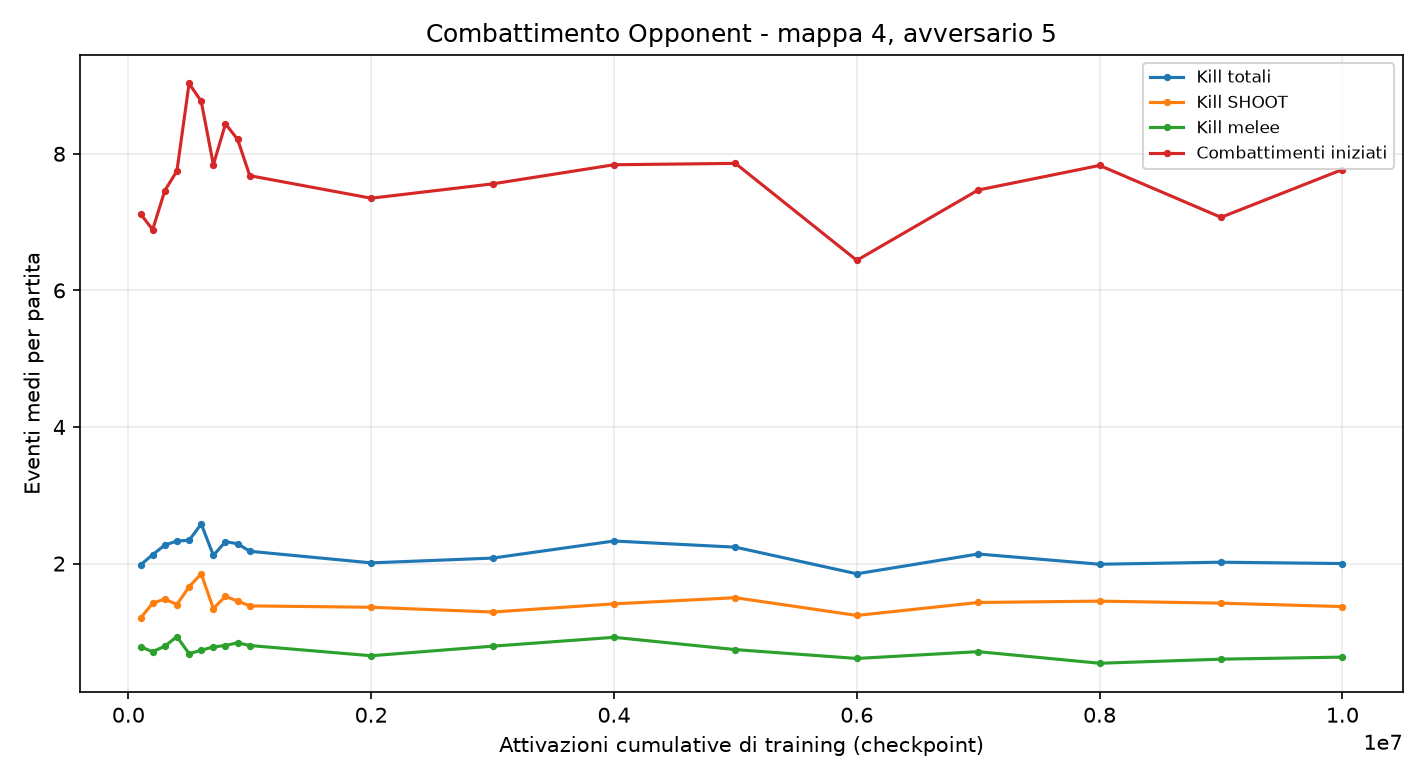 Combattimento Opponent - mappa 4, avversario 5
Kill totali
Kill SHOOT
Kill melee
Combattimenti iniziati
Eventi medi per partita
8
6
4
2
0.0
0.2
0.4
0.6
0.8
1.0
1e7
Attivazioni cumulative di training (checkpoint)